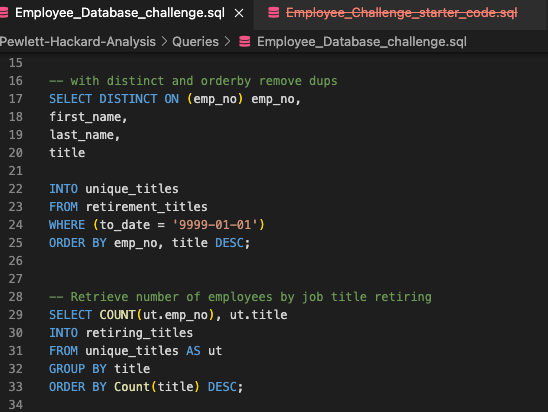 Employee_Database_challenge.sql × Employee_Challenge_starter_code.sql
Pewlett-Hackard-Analysis > Queries > Employee_Database_challenge.sql
15
16 -- with distinct and orderby remove dups
17 SELECT DISTINCT ON (emp_no) emp_no,
18 first_name,
19 last_name,
20 title
21
22 INTO unique_titles
23 FROM retirement_titles
24 WHERE (to_date = '9999-01-01')
25 ORDER BY emp_no, title DESC;
26
27
28 -- Retrieve number of employees by job title retiring
29 SELECT COUNT(ut.emp_no), ut.title
30 INTO retiring_titles
31 FROM unique_titles AS ut
32 GROUP BY title
33 ORDER BY Count(title) DESC;
34